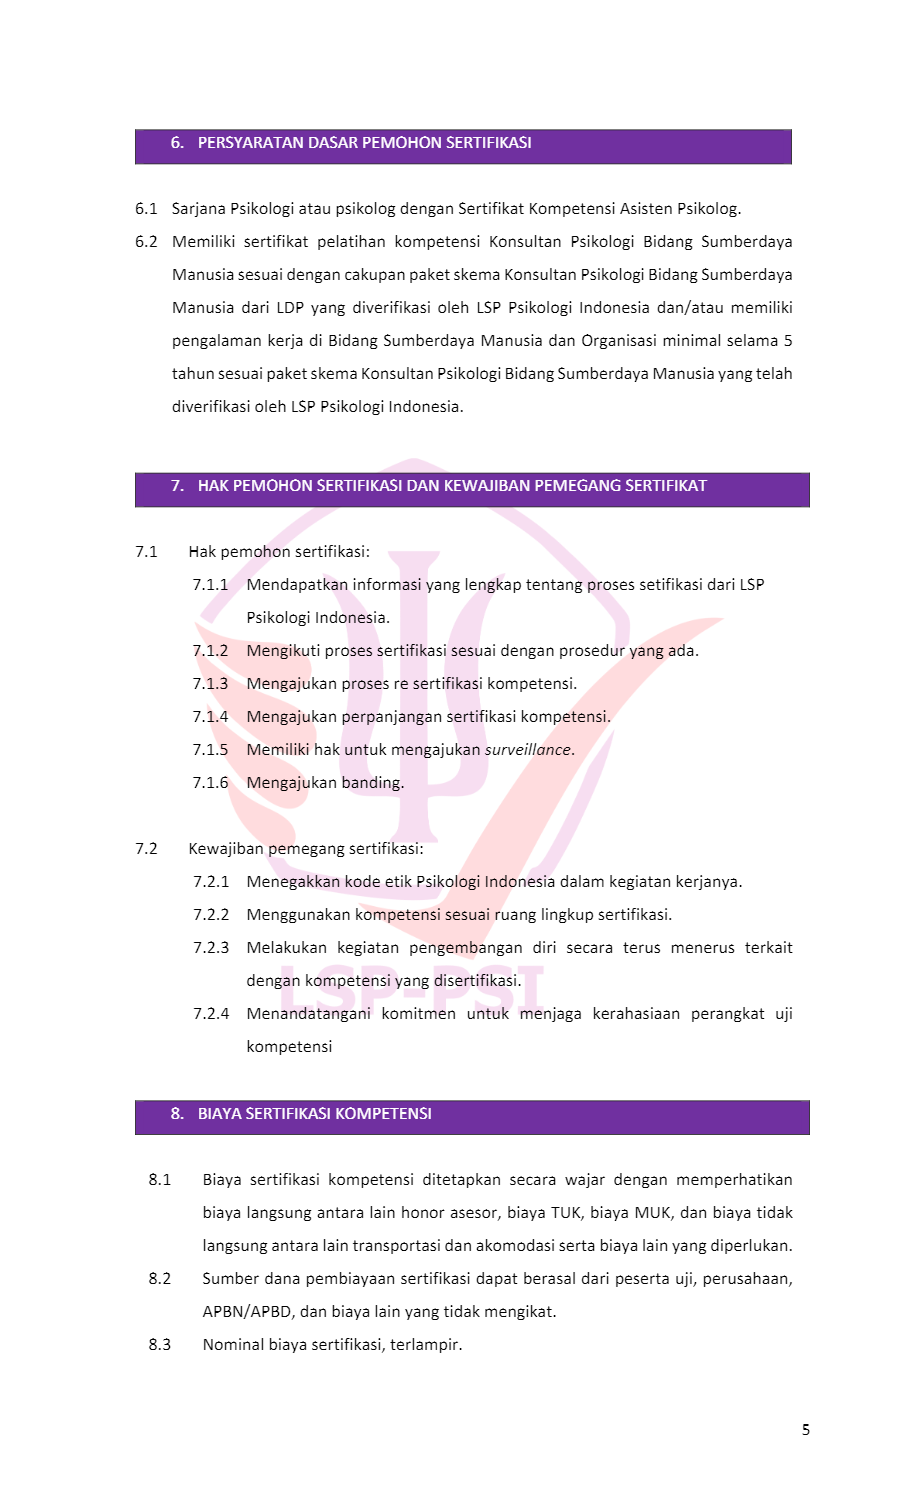 6. PERSYARATAN DASAR PEMOHON SERTIFIKASI
6.1 Sarjana Psikologi atau psikolog dengan Sertifikat Kompetensi Asisten Psikolog.
6.2 Memiliki sertifikat pelatihan kompetensi Konsultan Psikologi Bidang Sumberdaya
Manusia sesuai dengan cakupan paket skema Konsultan Psikologi Bidang Sumberdaya
Manusia dari LDP yang diverifikasi oleh LSP Psikologi Indonesia dan/atau memiliki
pengalaman kerja di Bidang Sumberdaya Manusia dan Organisasi minimal selama 5
tahun sesuai paket skema Konsultan Psikologi Bidang Sumberdaya Manusia yang telah
diverifikasi oleh LSP Psikologi Indonesia.
7. HAK PEMOHON SERTIFIKASI DAN KEWAJIBAN PEMEGANG SERTIFIKAT
7.1 Hak pemohon sertifikasi:
7.1.1 Mendapatkan informasi yang lengkap tentang proses setifikasi dari LSP
Psikologi Indonesia.
7.1.2 Mengikuti proses sertifikasi sesuai dengan prosedur yang ada.
7.1.3 Mengajukan proses re sertifikasi kompetensi.
7.1.4 Mengajukan perpanjangan sertifikasi kompetensi.
7.1.5 Memiliki hak untuk mengajukan surveillance.
7.1.6 Mengajukan banding.
7.2 Kewajiban pemegang sertifikasi:
7.2.1 Menegakkan kode etik Psikologi Indonesia dalam kegiatan kerjanya.
7.2.2 Menggunakan kompetensi sesuai ruang lingkup sertifikasi.
7.2.3 Melakukan kegiatan pengembangan diri secara terus menerus terkait
dengan kompetensi yang disertifikasi.
LSP-PSI
7.2.4 Menandatangani komitmen untuk menjaga kerahasiaan perangkat uji
kompetensi
8. BIAYA SERTIFIKASI KOMPETENSI
8.1 Biaya sertifikasi kompetensi ditetapkan secara wajar dengan memperhatikan
biaya langsung antara lain honor asesor, biaya TUK, biaya MUK, dan biaya tidak
langsung antara lain transportasi dan akomodasi serta biaya lain yang diperlukan.
8.2 Sumber dana pembiayaan sertifikasi dapat berasal dari peserta uji, perusahaan,
APBN/APBD, dan biaya lain yang tidak mengikat.
8.3 Nominal biaya sertifikasi, terlampir.
5